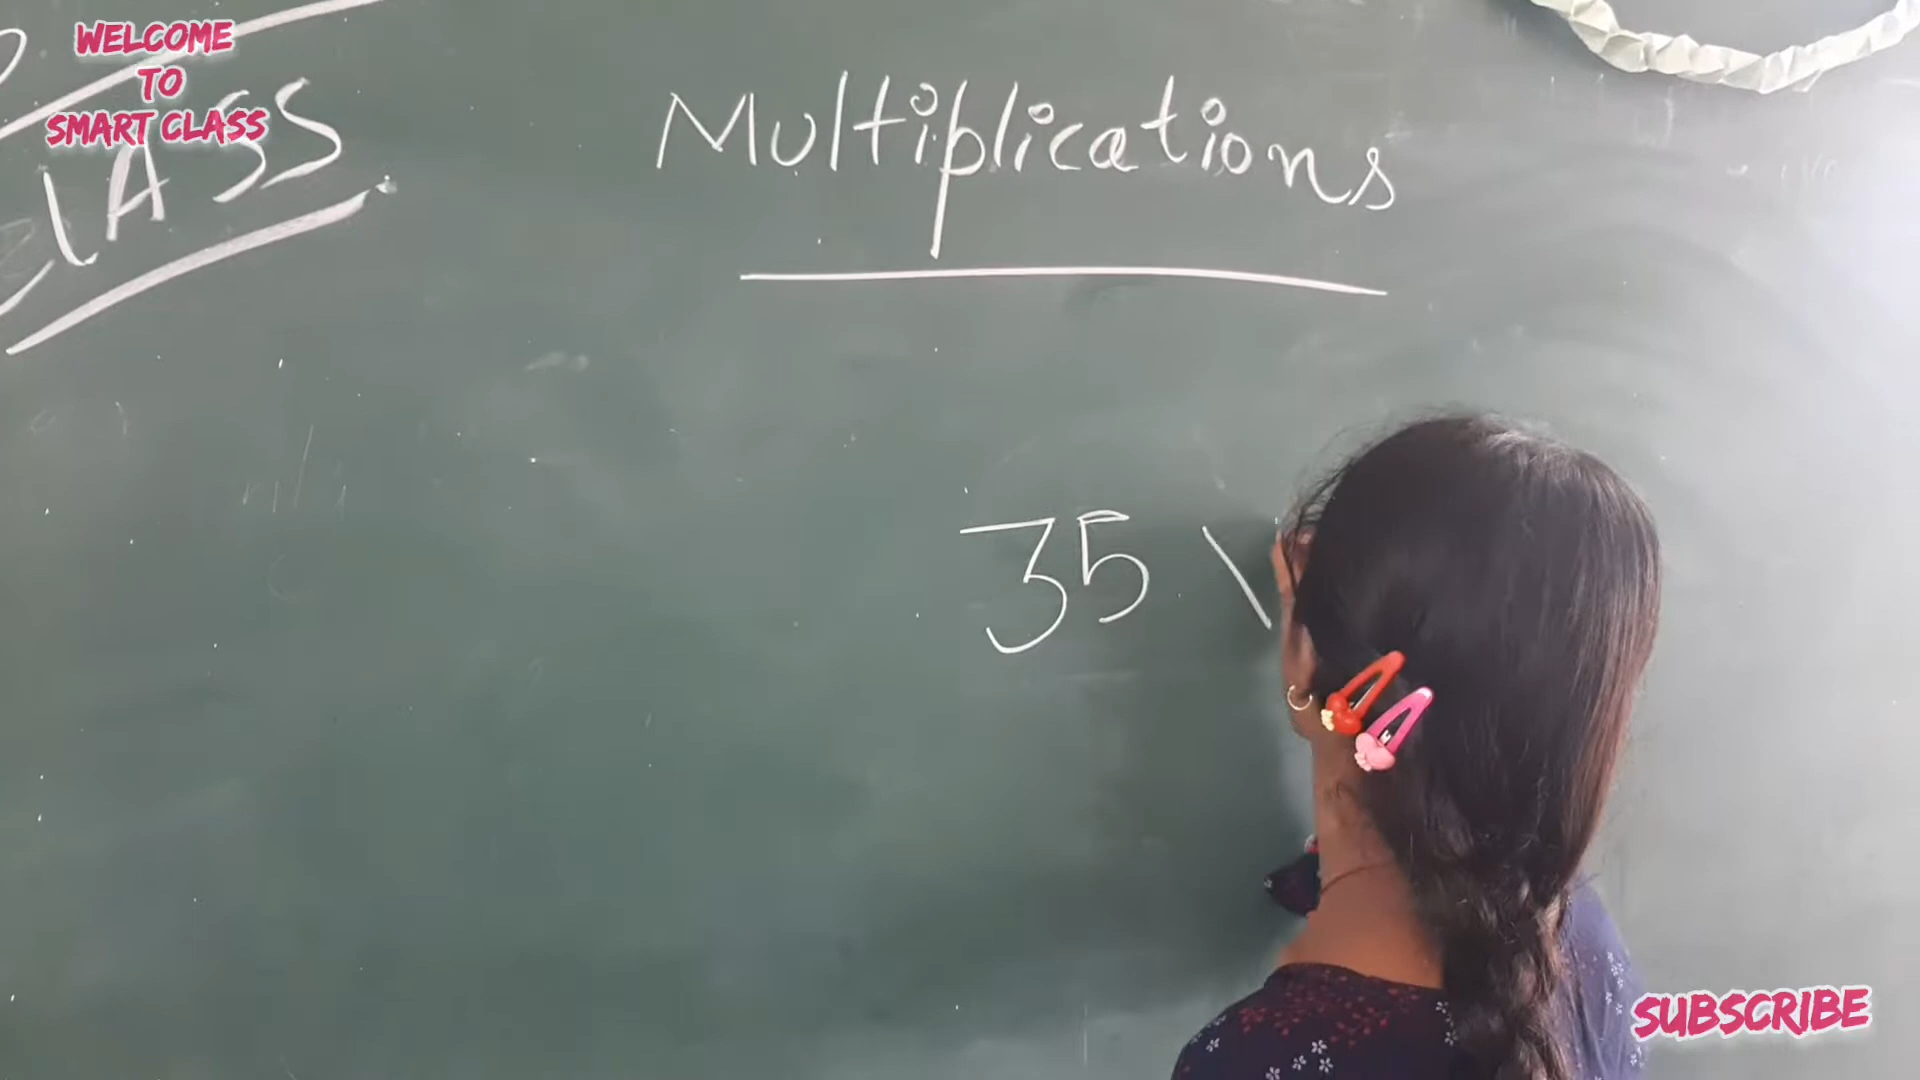 WELCOME
TO
SMART CLASS
lASS
Multiplications
35 \
SUBSCRIBE